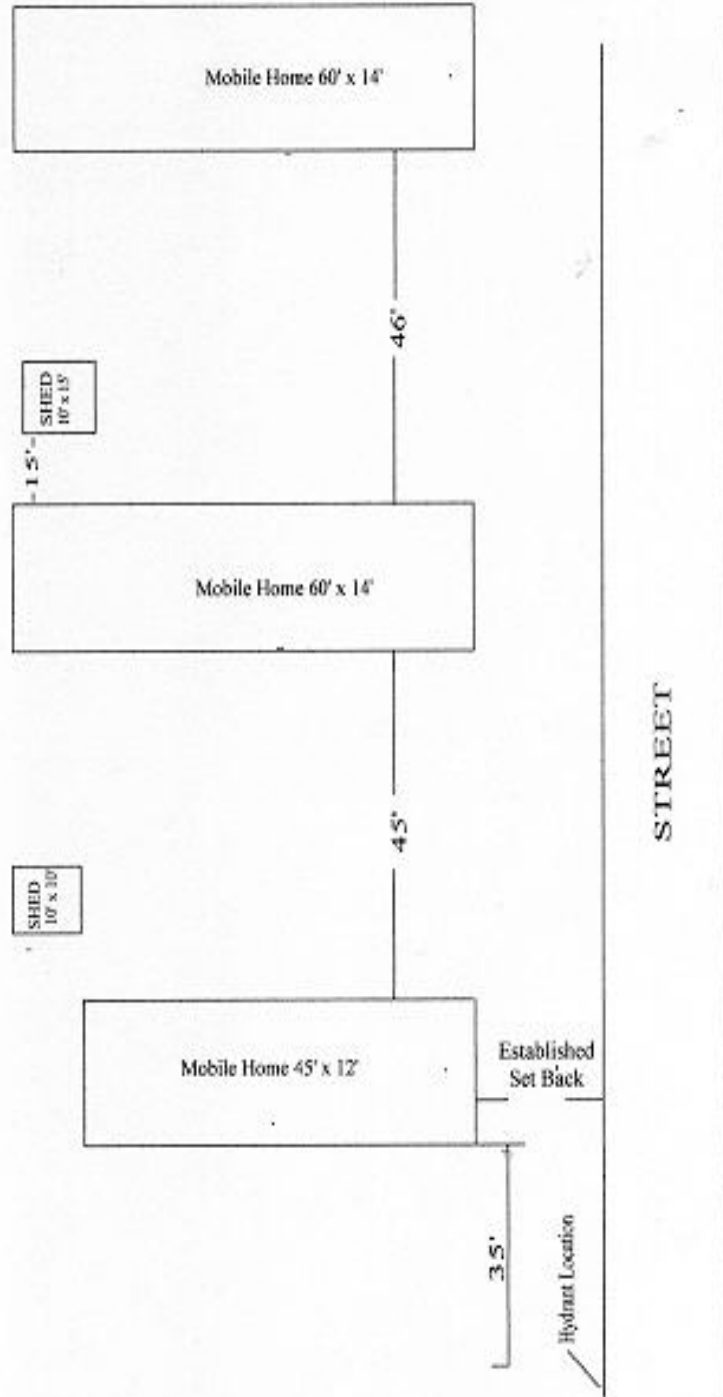 Mobile Home 60' x 14'
46'
SHED
10' x 15'
15'
Mobile Home 60' x 14'
STREET
45'
SHED
10' x 10'
Mobile Home 45' x 12'
Established
Set Back
35'
Hydrant Location